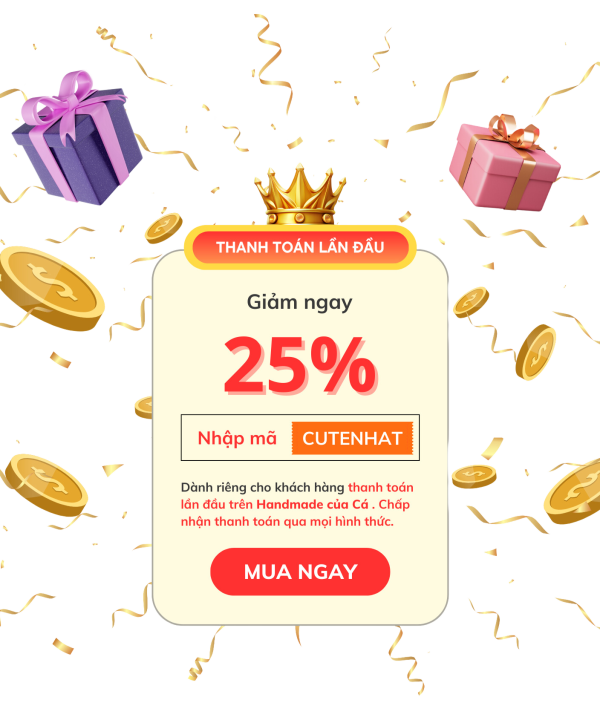 THANH TOÁN LẦN ĐẦU
Giảm ngay
25%
Nhập mã CUTENHAT
Dành riêng cho khách hàng thanh toán
lần đầu trên Handmade của Cá . Chấp
nhận thanh toán qua mọi hình thức.
MUA NGAY